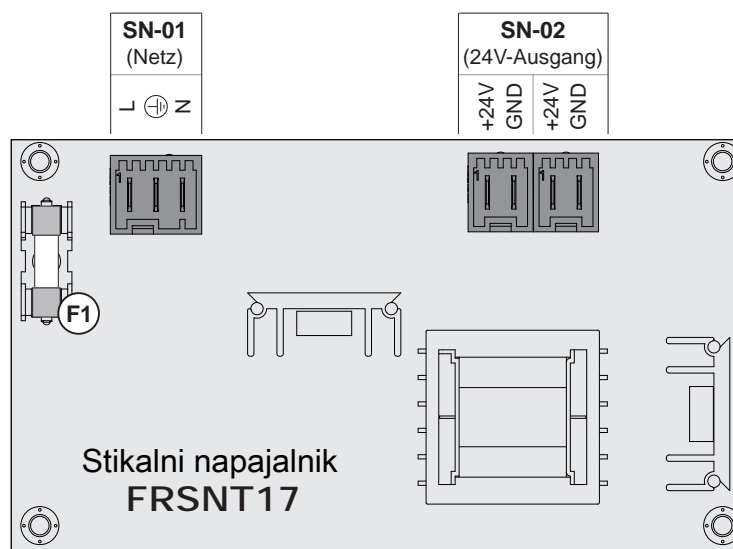 SN-01
(Netz)
L N
SN-02
(24V-Ausgang)
+24V GND +24V GND
1
1
1
F1
Stikalni napajalnik
FRSNT17